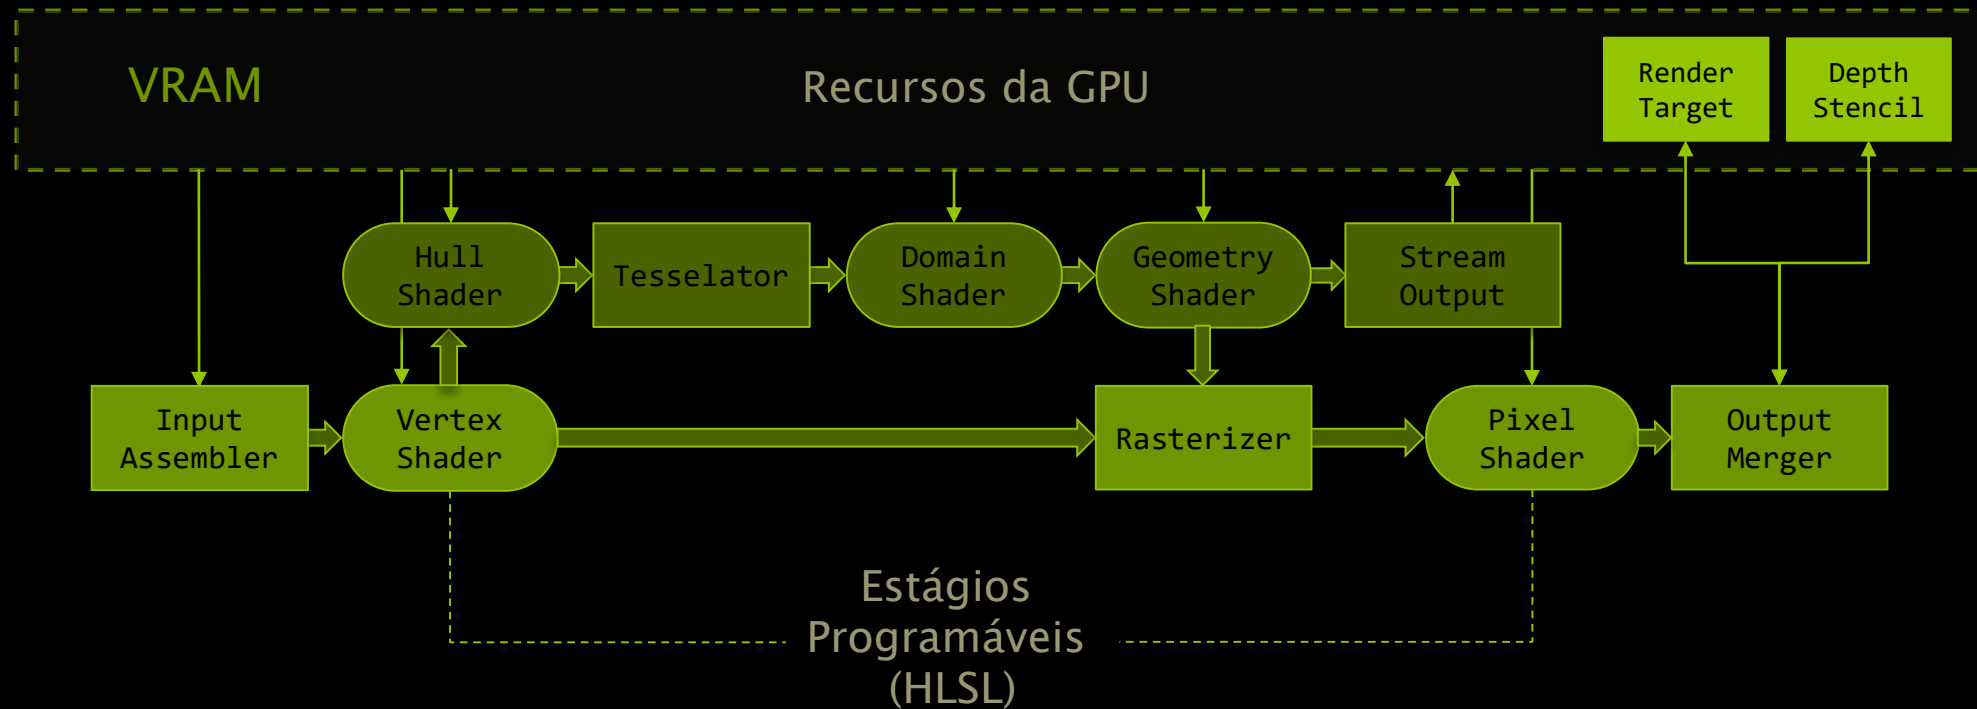 VRAM
Recursos da GPU
Render
Target
Depth
Stencil
Hull
Shader
Tesselator
Domain
Shader
Geometry
Shader
Stream
Output
Input
Assembler
Vertex
Shader
Rasterizer
Pixel
Shader
Output
Merger
Estágios
Programáveis
(HLSL)